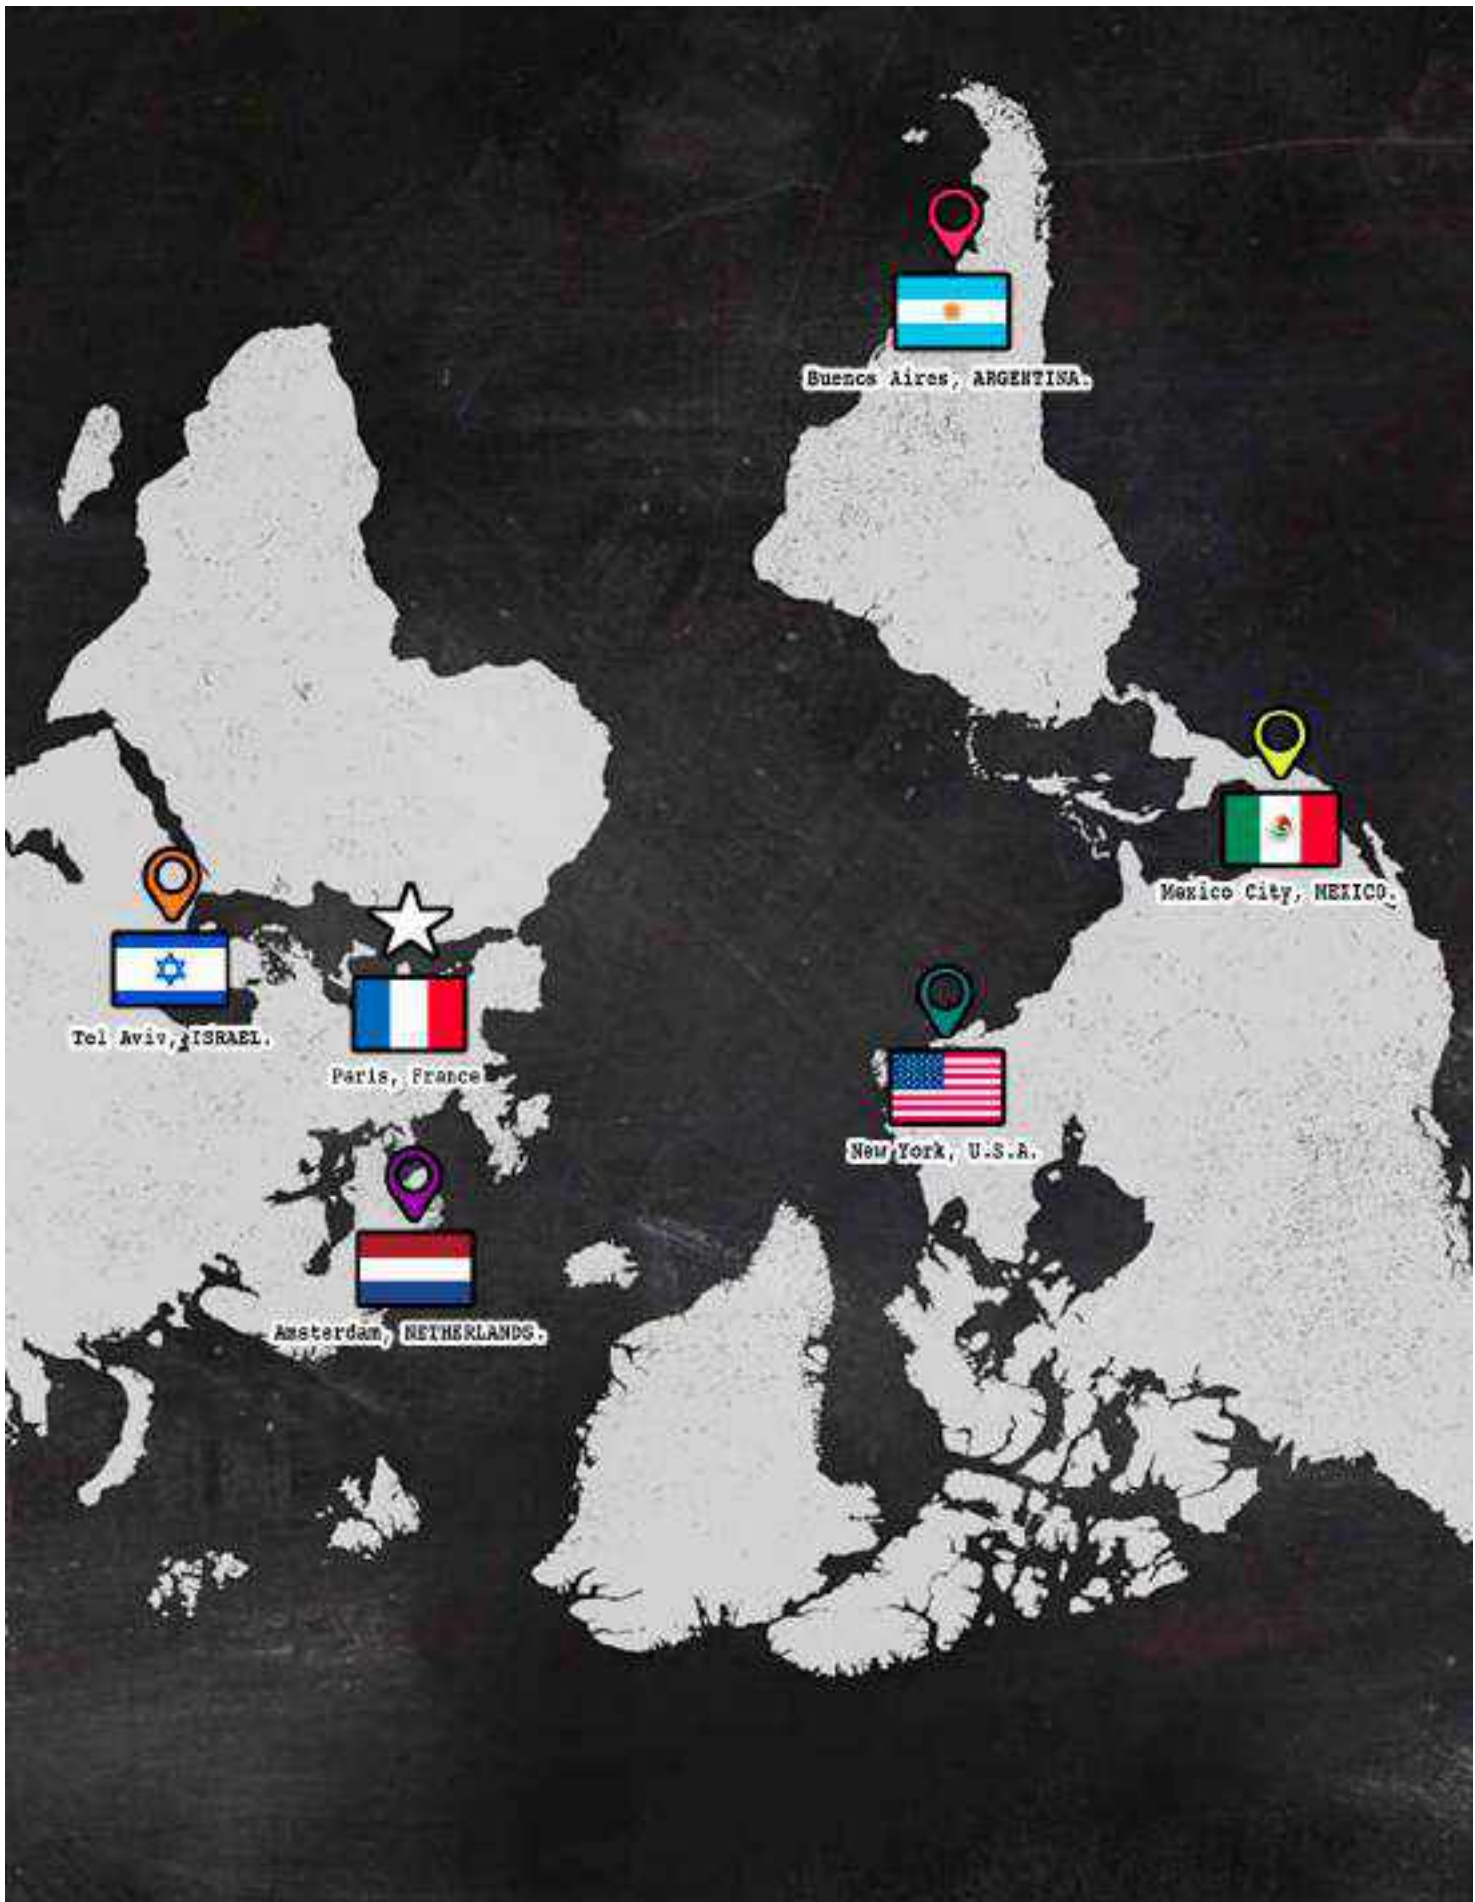 Buenos Aires, ARGENTINA.
Mexico City, MEXICO.
Tel Aviv, ISRAEL.
Paris, France
New York, U.S.A.
Amsterdam, NETHERLANDS.